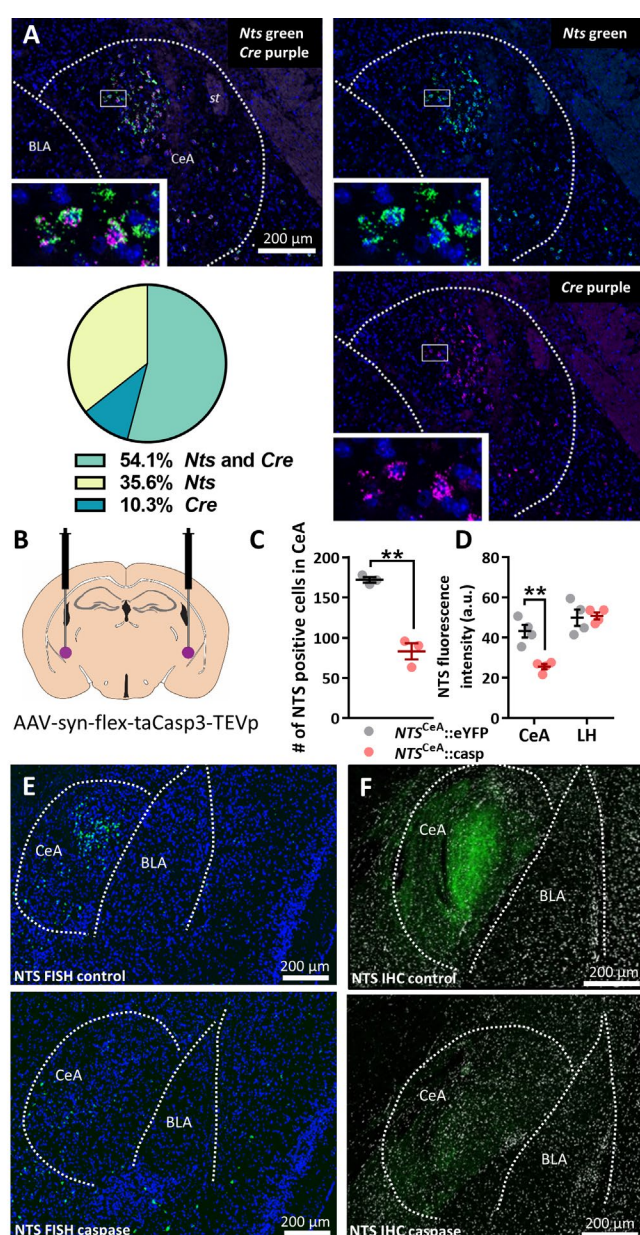 A
Nts green
Cre purple
BLA
st
CeA
200 µm
Nts green
Cre purple
54.1% Nts and Cre
35.6% Nts
10.3% Cre
B
AAV-syn-flex-taCasp3-TEVp
C
# of NTS positive cells in CeA
200
150
100
50
0
**
D
NTS fluorescence
intensity (a.u.)
80
60
40
20
0
**
CeA
LH
NTSCeA::eYFP
NTSCeA::casp
E
CeA
BLA
NTS FISH control
200 µm
CeA
BLA
NTS FISH caspase
200 µm
F
CeA
BLA
NTS IHC control
200 µm
CeA
BLA
NTS IHC caspase
200 µm